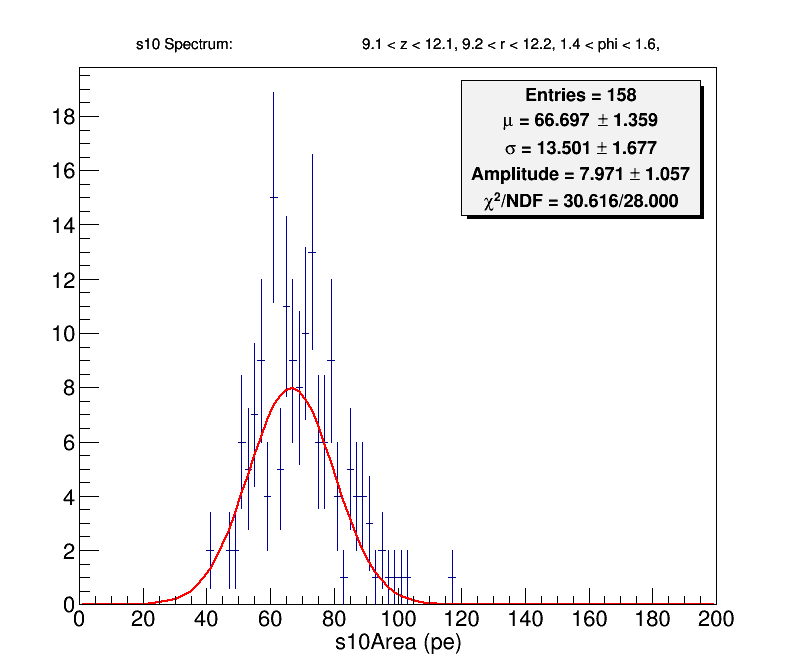 s10 Spectrum: 9.1 < z < 12.1, 9.2 < r < 12.2, 1.4 < phi < 1.6,
Entries = 158
μ = 66.697 ± 1.359
σ = 13.501 ± 1.677
Amplitude = 7.971 ± 1.057
χ²/NDF = 30.616/28.000
18
16
14
12
10
8
6
4
2
0
0 20 40 60 80 100 120 140 160 180 200
s10Area (pe)